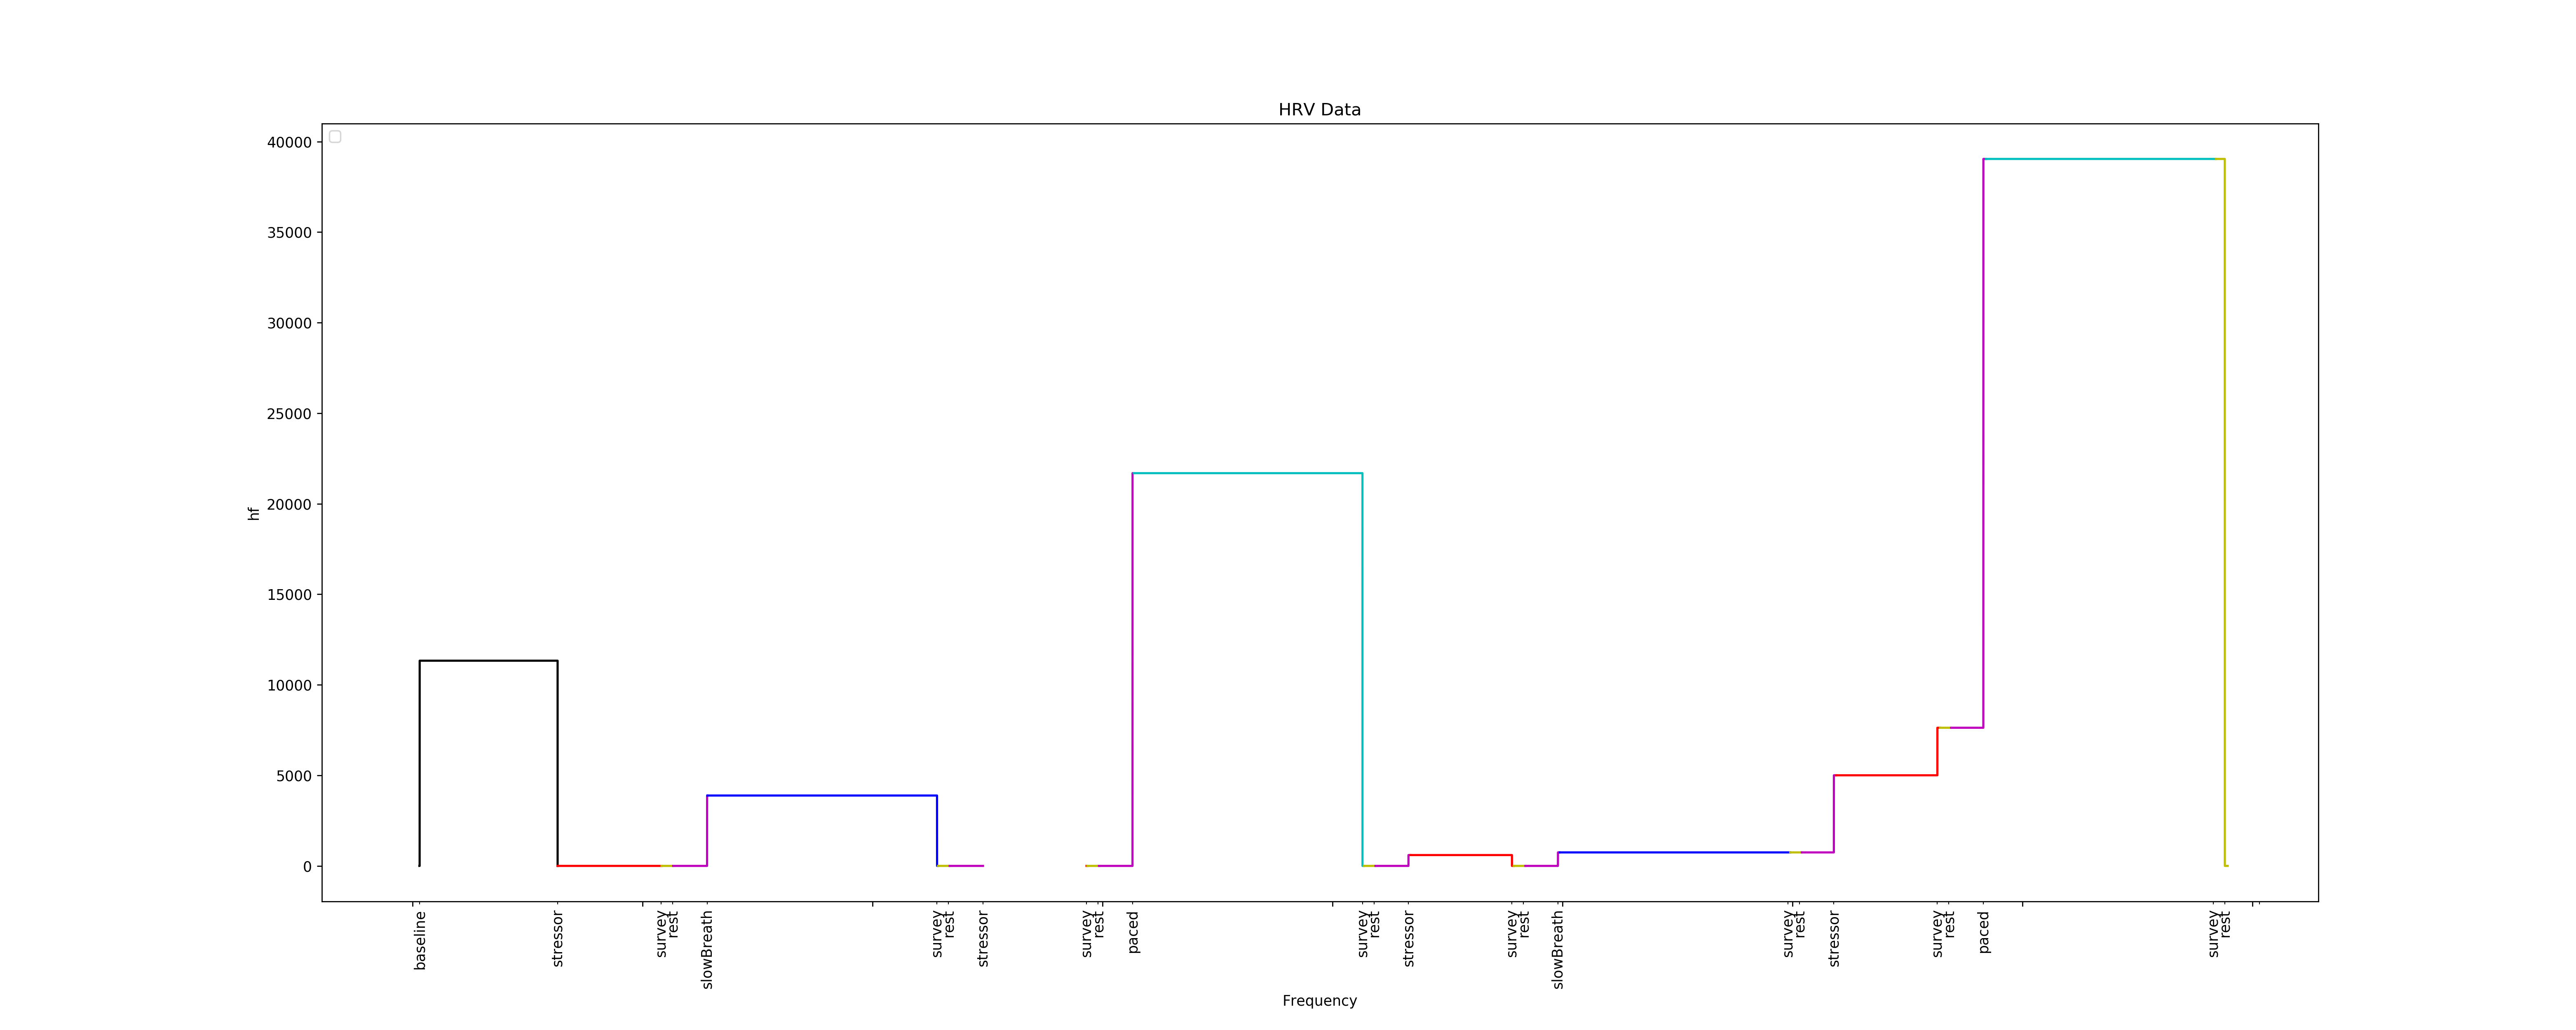 HRV Data
40000
35000
30000
25000
20000
15000
10000
5000
0
hf
baseline
stressor
survey
rest
slowBreath
survey
rest
stressor
survey
rest
paced
survey
rest
stressor
survey
rest
slowBreath
survey
rest
stressor
survey
rest
paced
survey
rest
Frequency